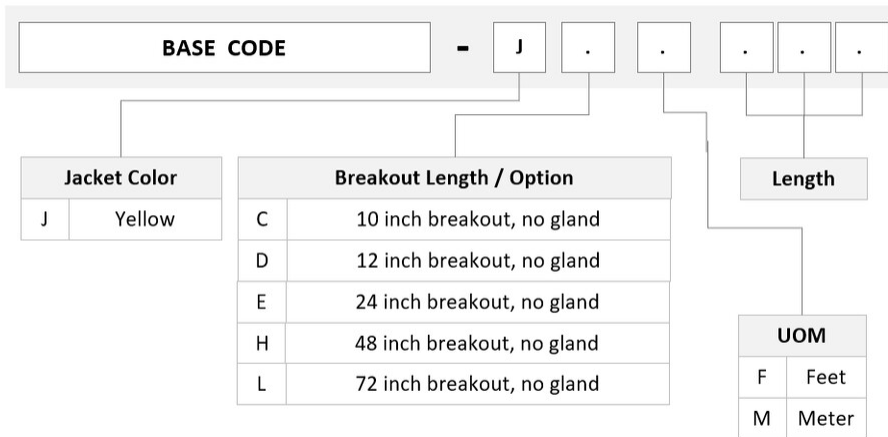 BASE CODE - J . . . . .
Jacket Color
J Yellow
Breakout Length / Option
C 10 inch breakout, no gland
D 12 inch breakout, no gland
E 24 inch breakout, no gland
H 48 inch breakout, no gland
L 72 inch breakout, no gland
Length
UOM
F Feet
M Meter